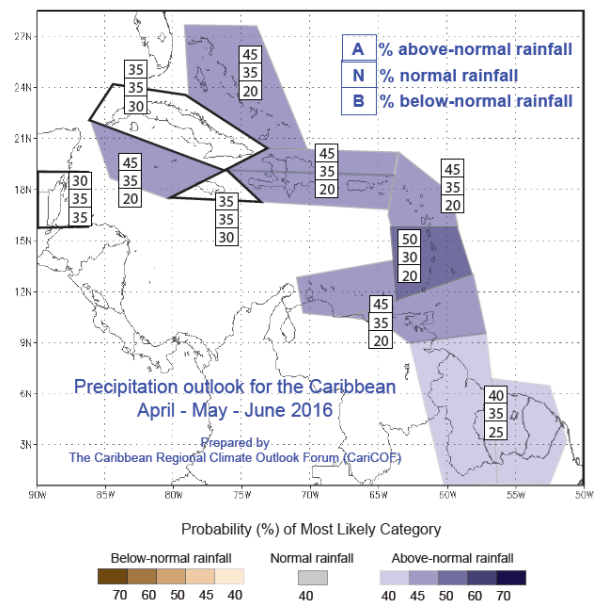 27N
24N
21N
18N
15N
12N
9N
6N
3N
90W
85W
80W
75W
70W
65W
60W
55W
50W
A % above-normal rainfall
N % normal rainfall
B % below-normal rainfall
35
35
30
45
35
20
45
35
20
45
35
20
45
35
20
30
35
35
35
35
30
50
30
20
45
35
20
40
35
25
Precipitation outlook for the Caribbean
April - May - June 2016
Prepared by
The Caribbean Regional Climate Outlook Forum (CariCOF)
Probability (%) of Most Likely Category
Below-normal rainfall
70 60 50 45 40
Normal rainfall
40
Above-normal rainfall
40 45 50 60 70